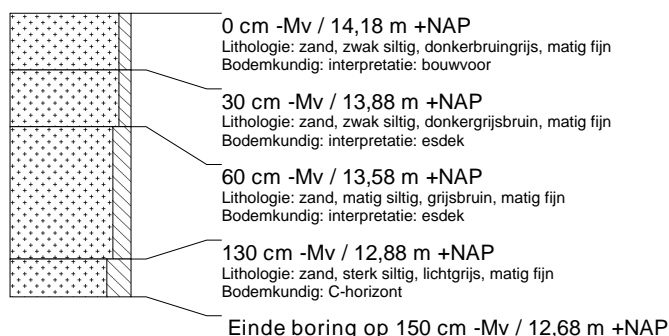 0 cm -Mv / 14,18 m +NAP
Lithologie: zand, zwak siltig, donkerbruingrijs, matig fijn
Bodemkundig: interpretatie: bouwvoor
30 cm -Mv / 13,88 m +NAP
Lithologie: zand, zwak siltig, donkergrijsbruin, matig fijn
Bodemkundig: interpretatie: esdek
60 cm -Mv / 13,58 m +NAP
Lithologie: zand, matig siltig, grijsbruin, matig fijn
Bodemkundig: interpretatie: esdek
130 cm -Mv / 12,88 m +NAP
Lithologie: zand, sterk siltig, lichtgrijs, matig fijn
Bodemkundig: C-horizont
Einde boring op 150 cm -Mv / 12,68 m +NAP